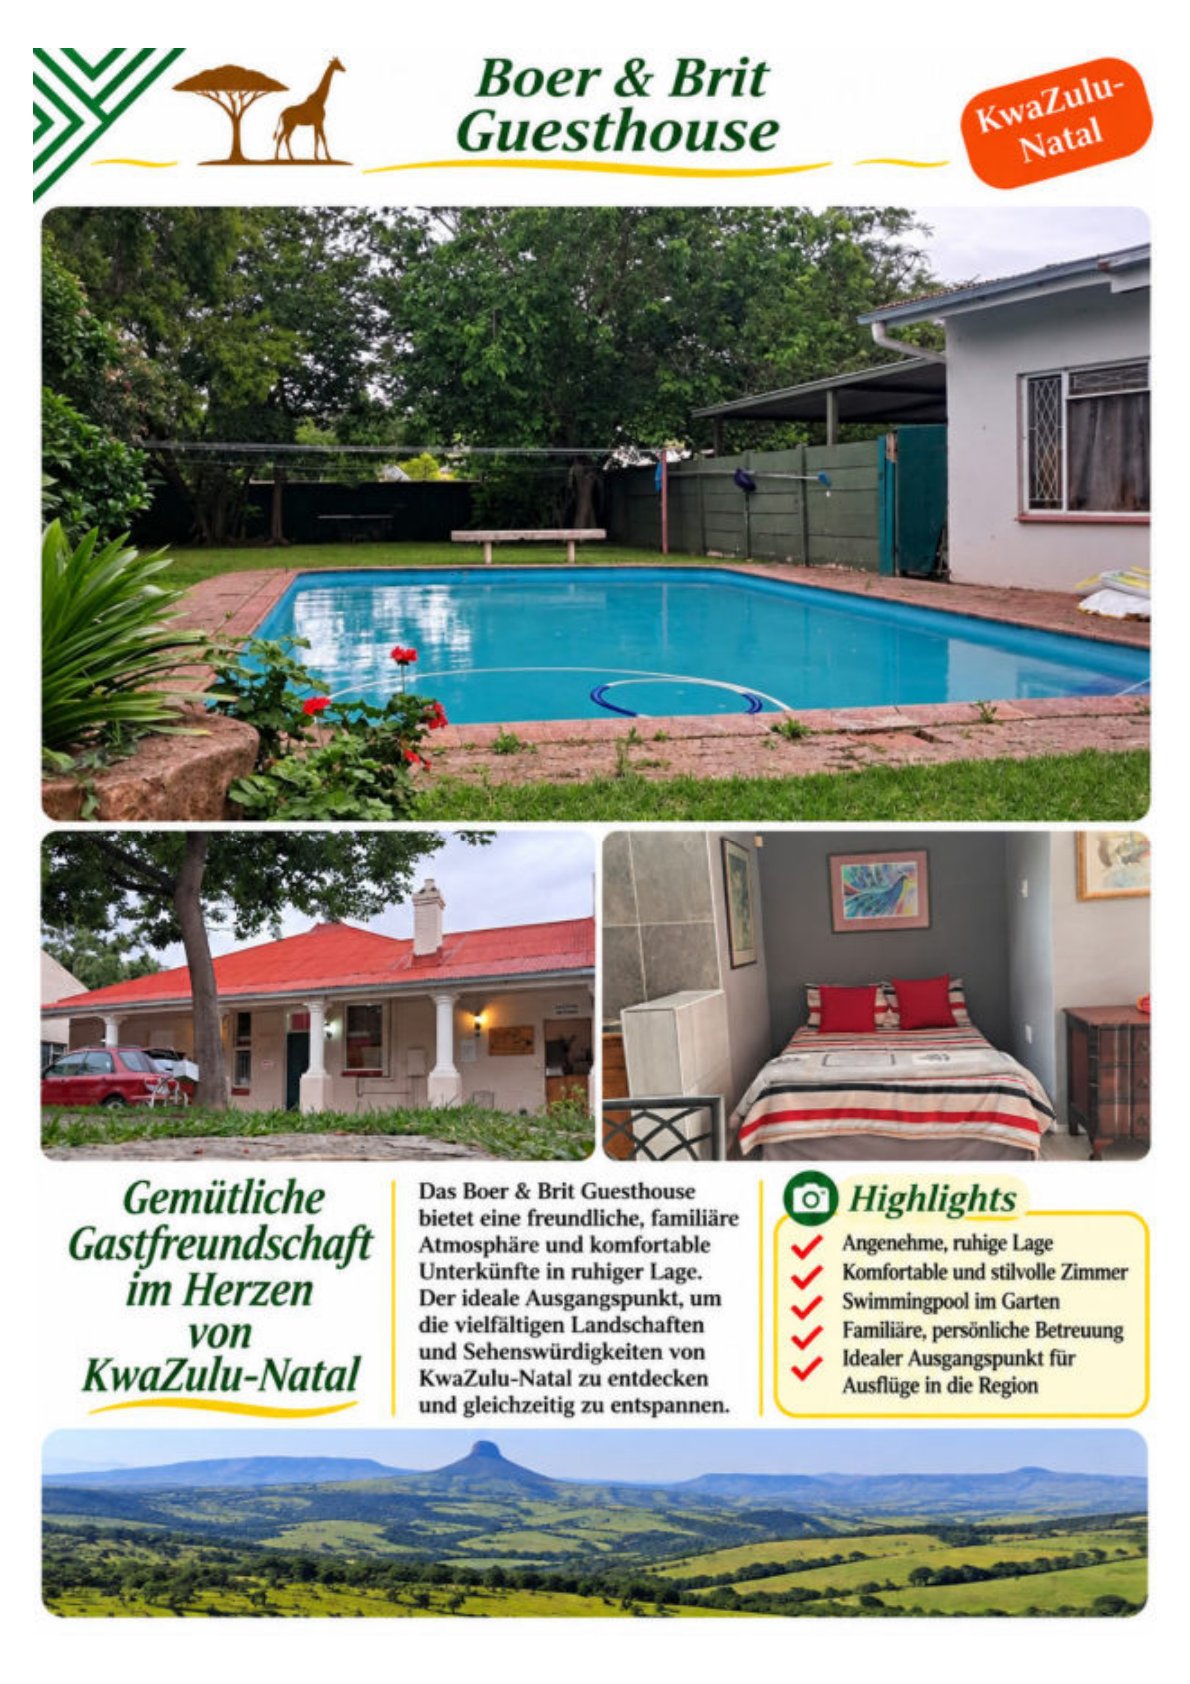 Boer & Brit
Guesthouse
KwaZulu-
Natal
Gemütliche
Gastfreundschaft
im Herzen
von
KwaZulu-Natal
Das Boer & Brit Guesthouse
bietet eine freundliche, familiäre
Atmosphäre und komfortable
Unterkünfte in ruhiger Lage.
Der ideale Ausgangspunkt, um
die vielfältigen Landschaften
und Sehenswürdigkeiten von
KwaZulu-Natal zu entdecken
und gleichzeitig zu entspannen.
Highlights
Angenehme, ruhige Lage
Komfortable und stilvolle Zimmer
Swimmingpool im Garten
Familiäre, persönliche Betreuung
Idealer Ausgangspunkt für
Ausflüge in die Region